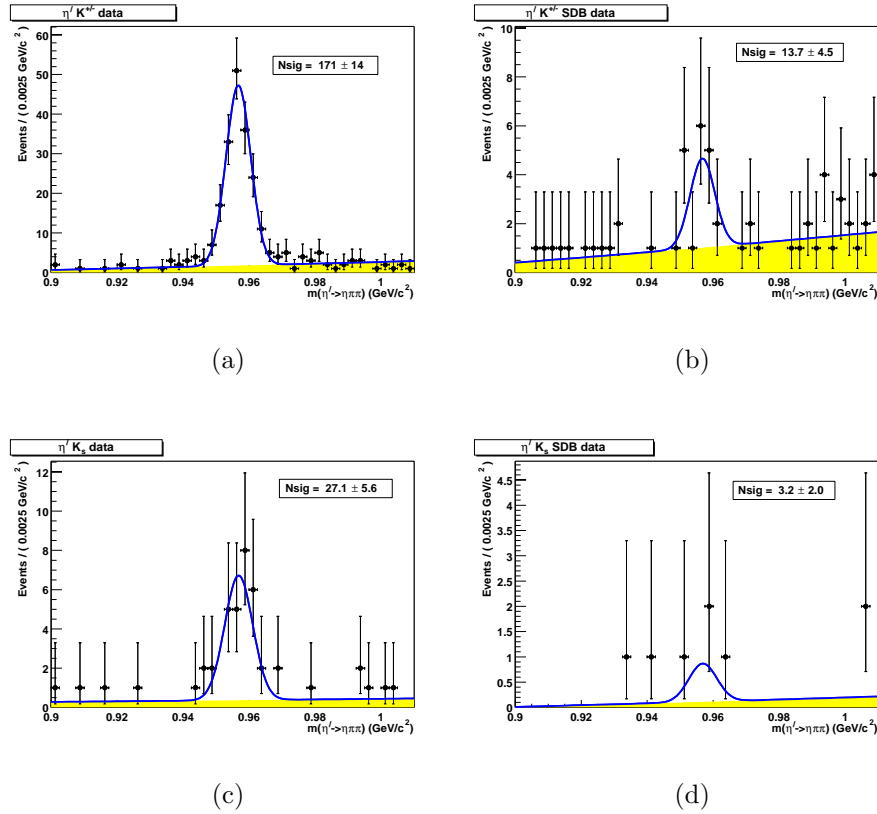 η′ K+/- data
Nsig = 171 ± 14
Events / ( 0.0025 GeV/c 2 )
60
50
40
30
20
10
0
0.9 0.92 0.94 0.96 0.98 1
m(η′->ηππ) (GeV/c2)
(a)
η′ K+/- SDB data
Nsig = 13.7 ± 4.5
Events / ( 0.0025 GeV/c 2 )
10
8
6
4
2
0
0.9 0.92 0.94 0.96 0.98 1
m(η′->ηππ) (GeV/c2)
(b)
η′ Ks data
Nsig = 27.1 ± 5.6
Events / ( 0.0025 GeV/c 2 )
12
10
8
6
4
2
0
0.9 0.92 0.94 0.96 0.98 1
m(η′->ηππ) (GeV/c2)
(c)
η′ Ks SDB data
Nsig = 3.2 ± 2.0
Events / ( 0.0025 GeV/c 2 )
4.5
4
3.5
3
2.5
2
1.5
1
0.5
0
0.9 0.92 0.94 0.96 0.98 1
m(η′->ηππ) (GeV/c2)
(d)